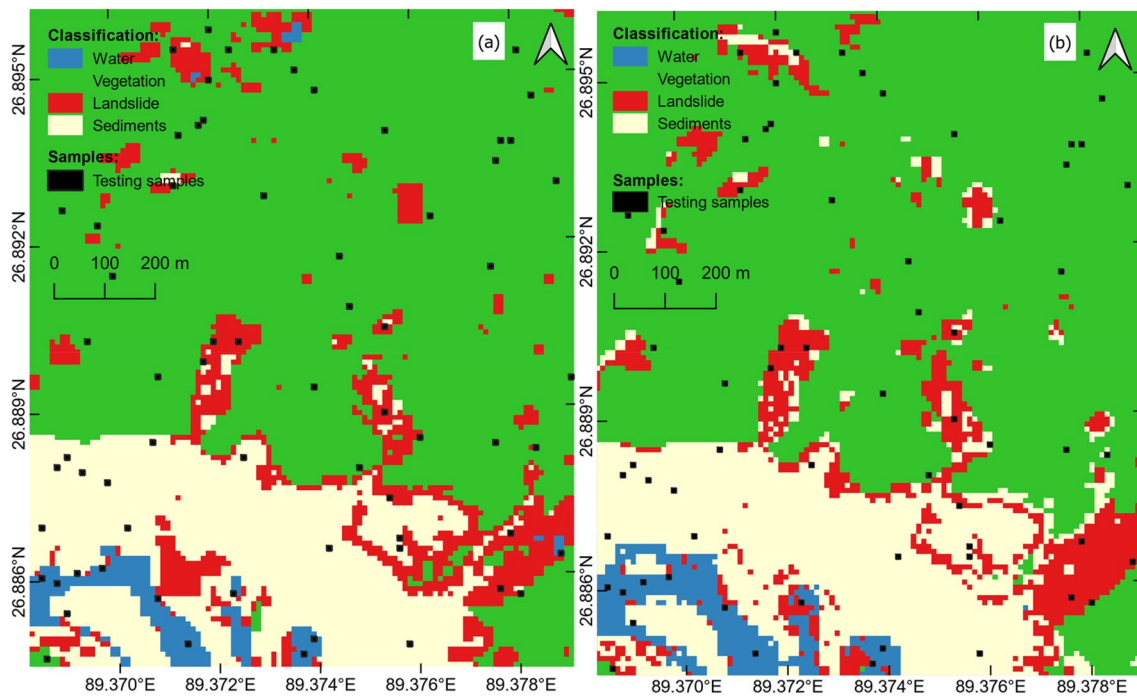 (a)
Classification:
Water
Vegetation
Landslide
Sediments
Samples:
Testing samples
0 100 200 m
26.895°N
26.892°N
26.889°N
26.886°N
89.370°E 89.372°E 89.374°E 89.376°E 89.378°E
(b)
Classification:
Water
Vegetation
Landslide
Sediments
Samples:
Testing samples
0 100 200 m
26.895°N
26.892°N
26.889°N
26.886°N
89.370°E 89.372°E 89.374°E 89.376°E 89.378°E